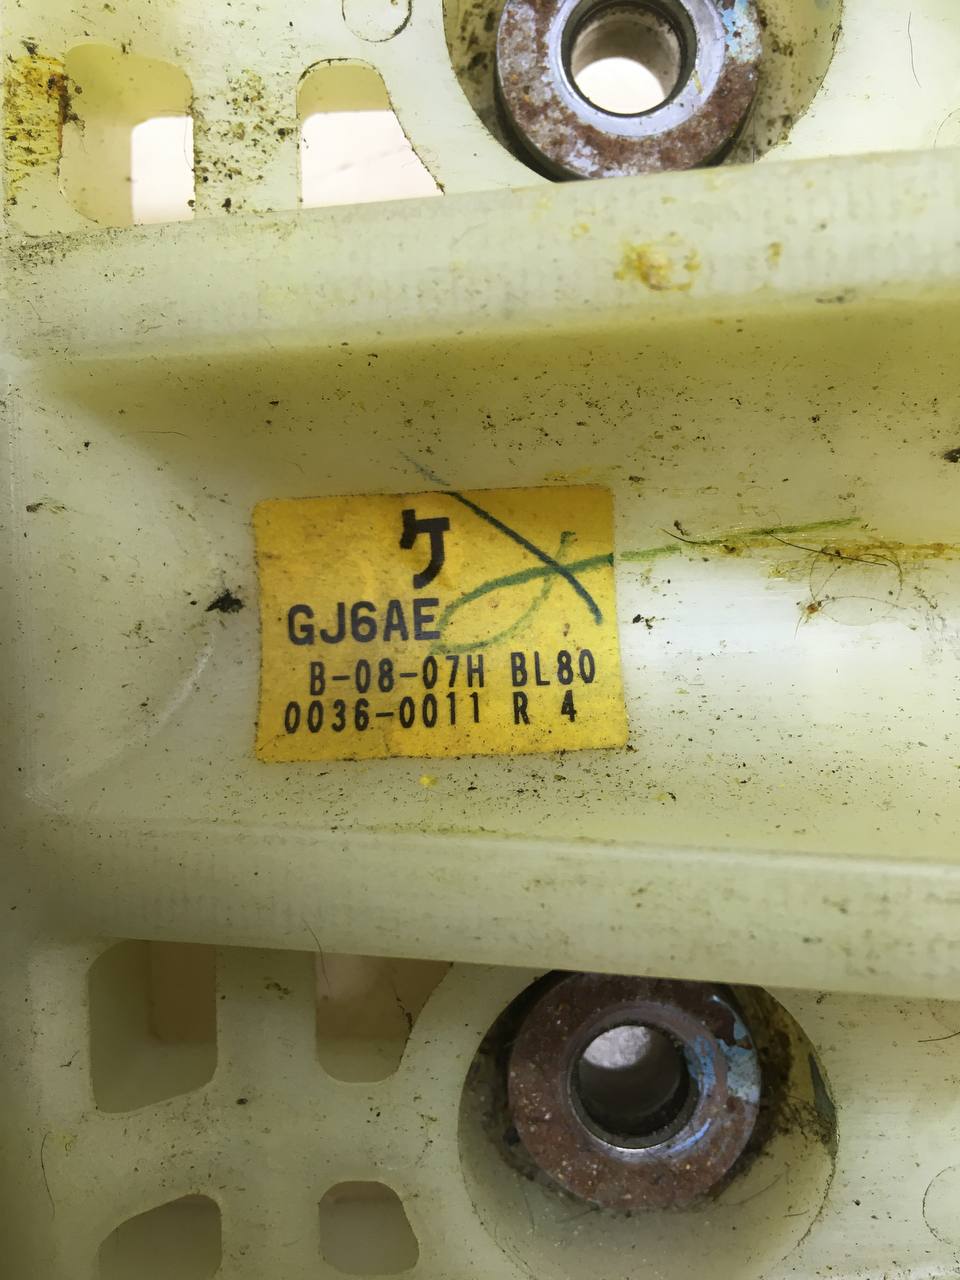 ケ
GJ6AE
B-08-07H BL80
0036-0011 R 4